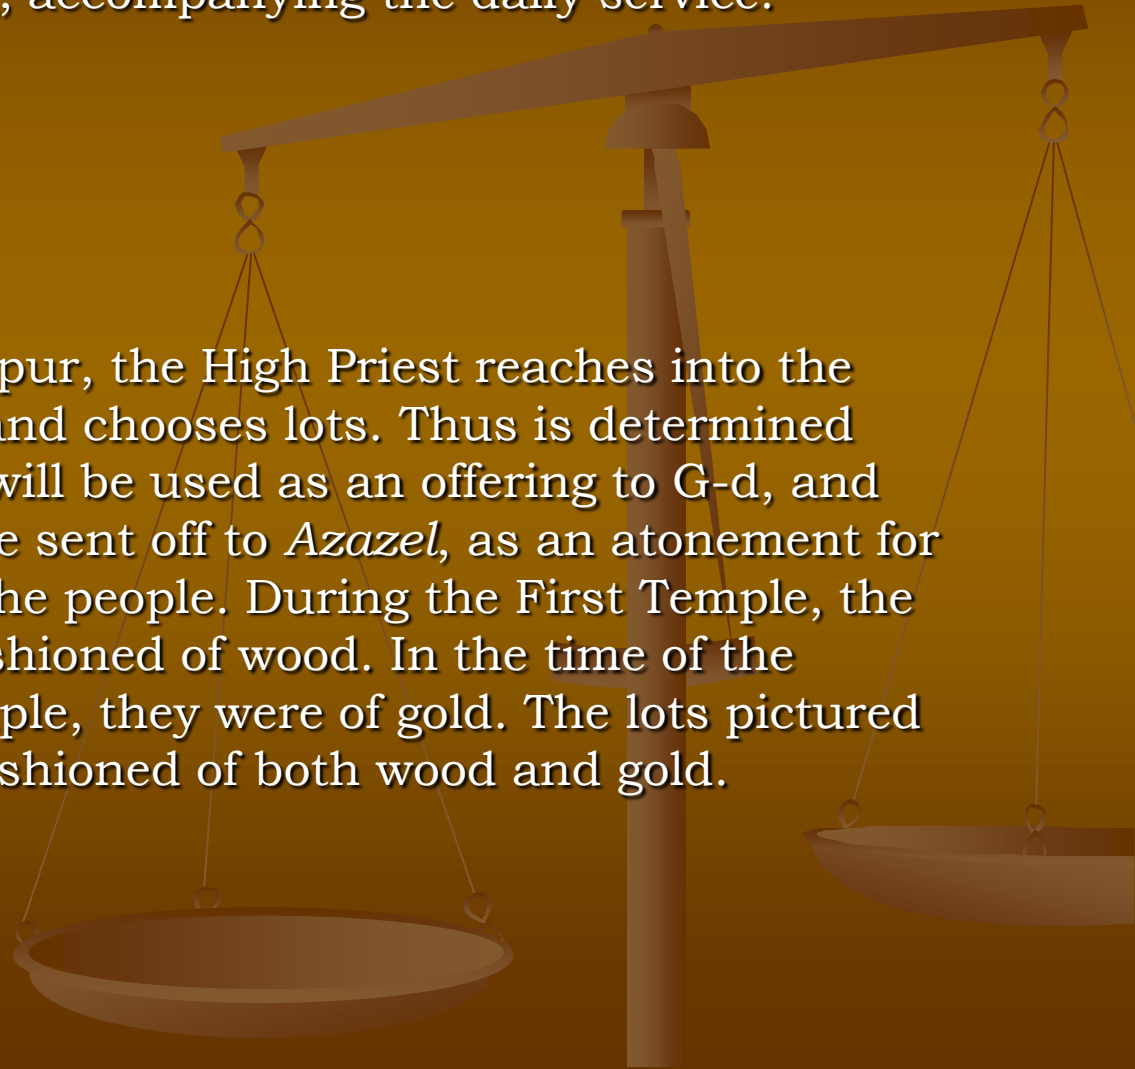 , accompanying the daily service.
pur, the High Priest reaches into the
and chooses lots. Thus is determined
will be used as an offering to G-d, and
e sent off to Azazel, as an atonement for
he people. During the First Temple, the
shioned of wood. In the time of the
ple, they were of gold. The lots pictured
shioned of both wood and gold.